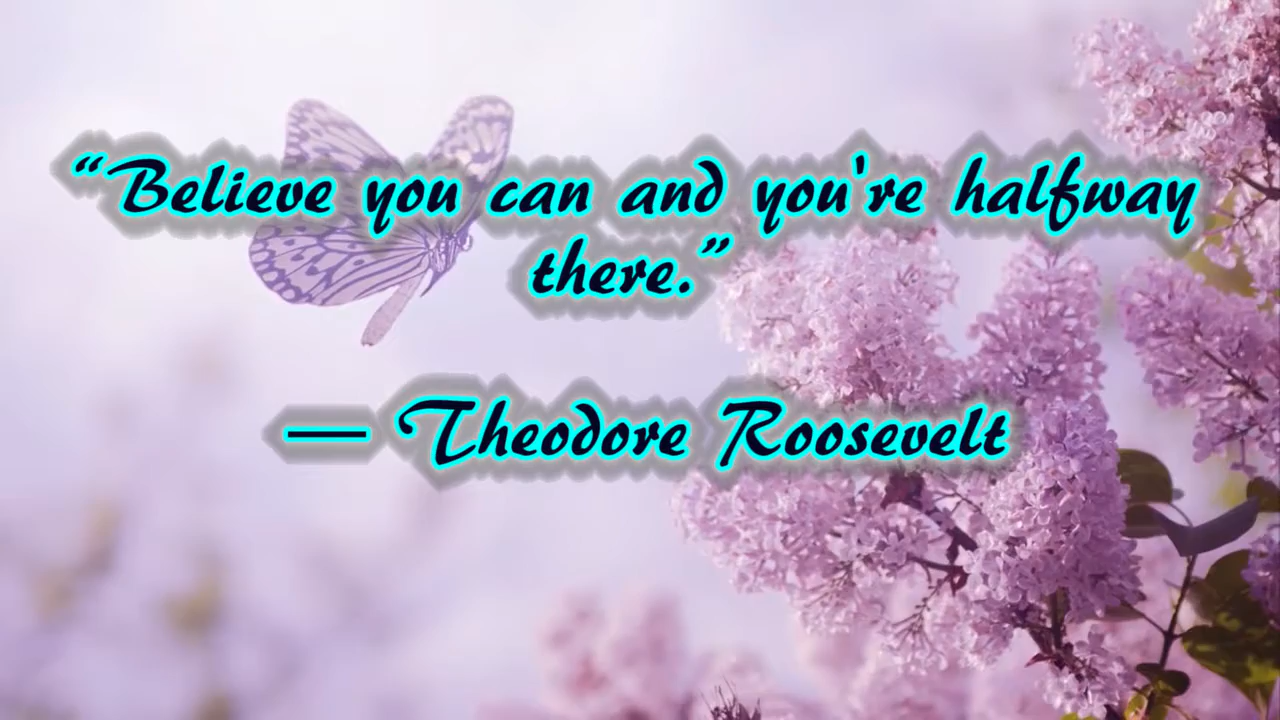 “Believe you can and you're halfway
there.”
— Theodore Roosevelt